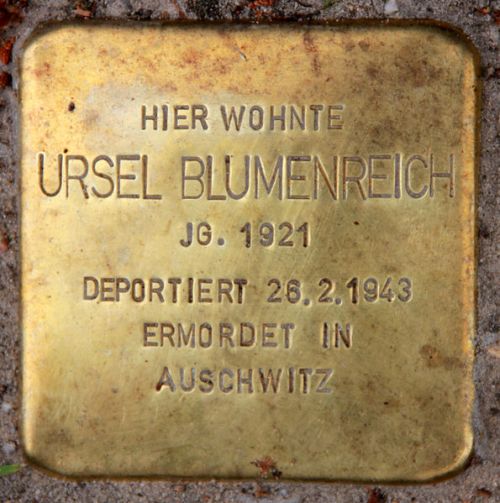 HIER WOHNTE
URSEL BLUMENREICH
JG. 1921
DEPORTIERT 26.2.1943
ERMORDET IN
AUSCHWITZ